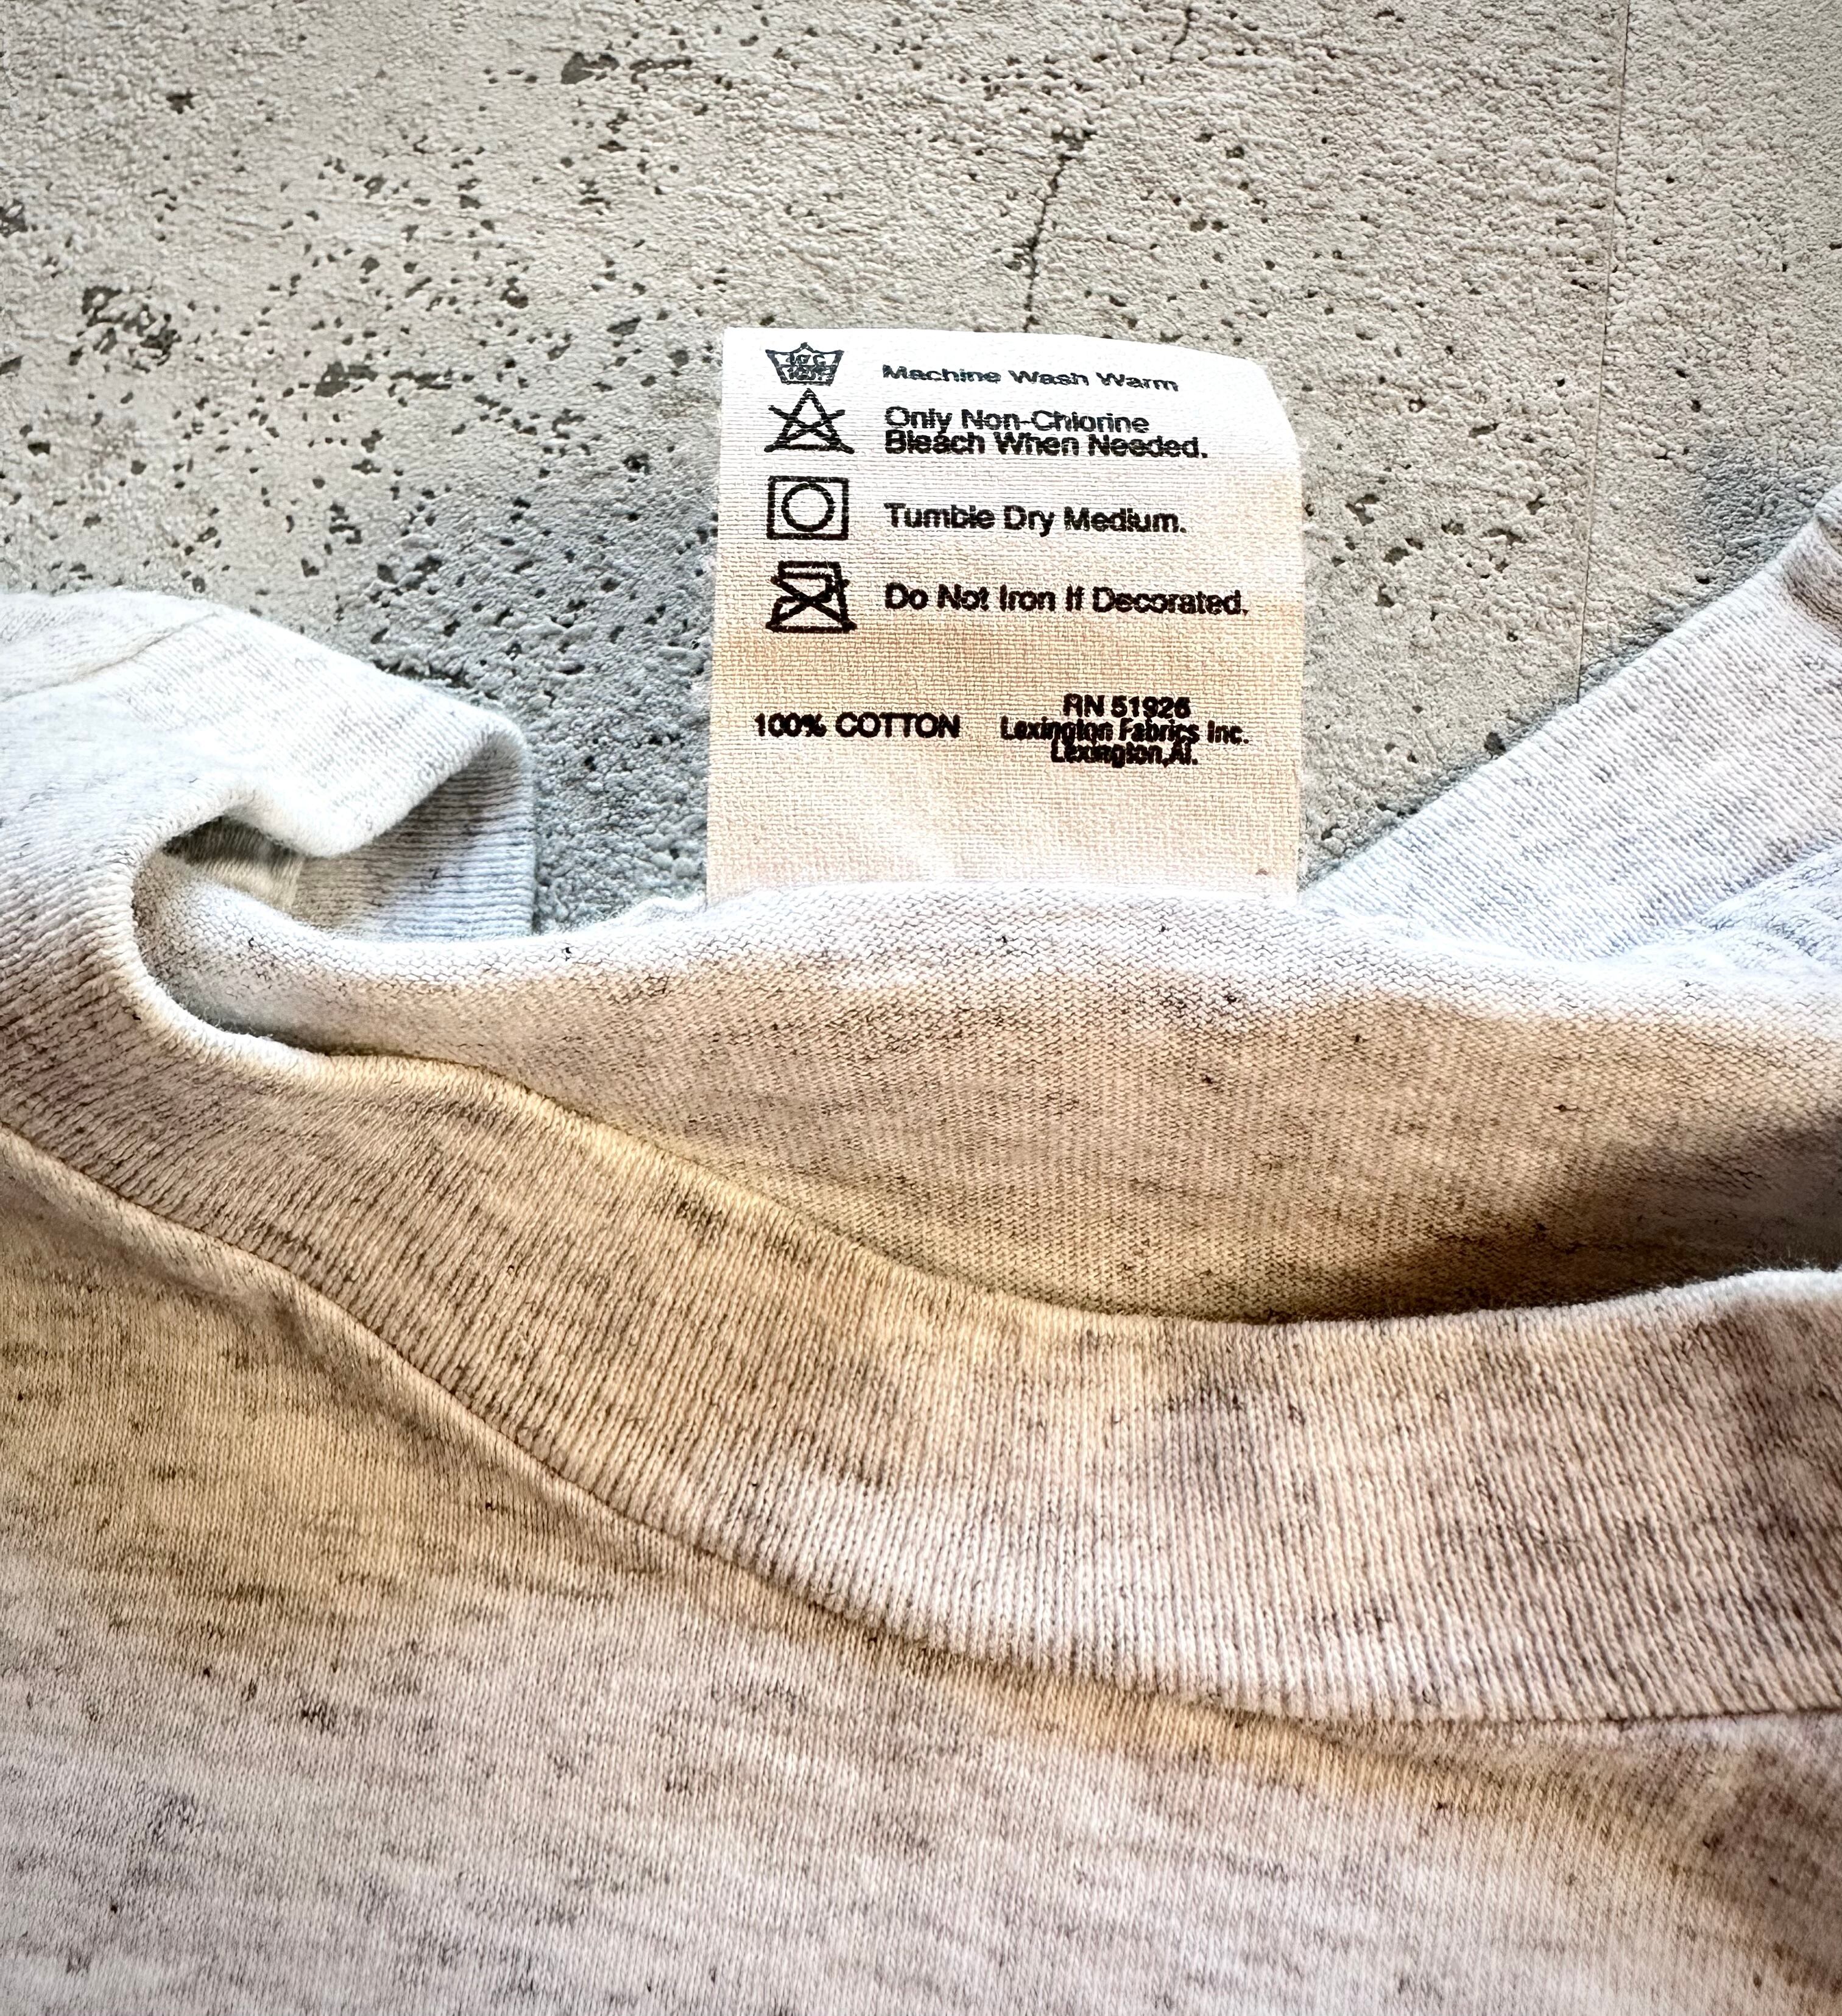 Machine Wash Warm
Only Non-Chlorine
Bleach When Needed.
Tumble Dry Medium.
Do Not Iron If Decorated.
100% COTTON
RN 51926
Lexington Fabrics Inc.
Lexington,Al.